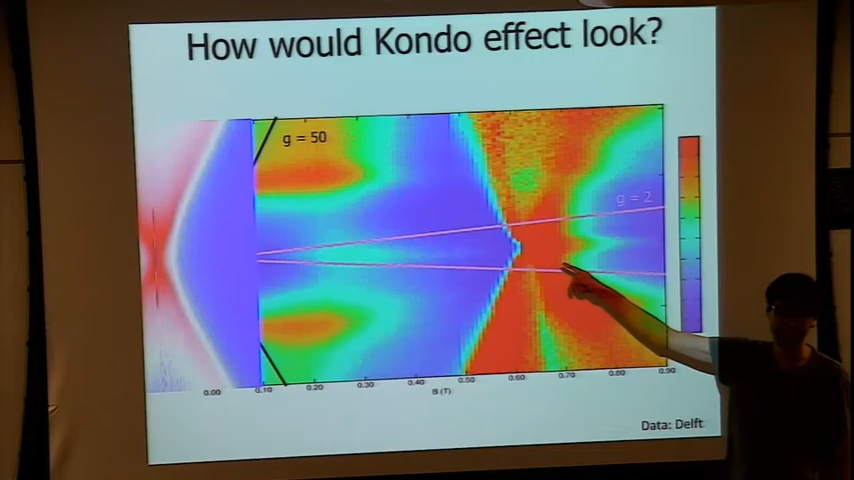 How would Kondo effect look?
g = 50
g = 2
0.00 0.10 0.20 0.30 0.40 0.50 0.60 0.70 0.80 0.90
B (T)
Data: Delft